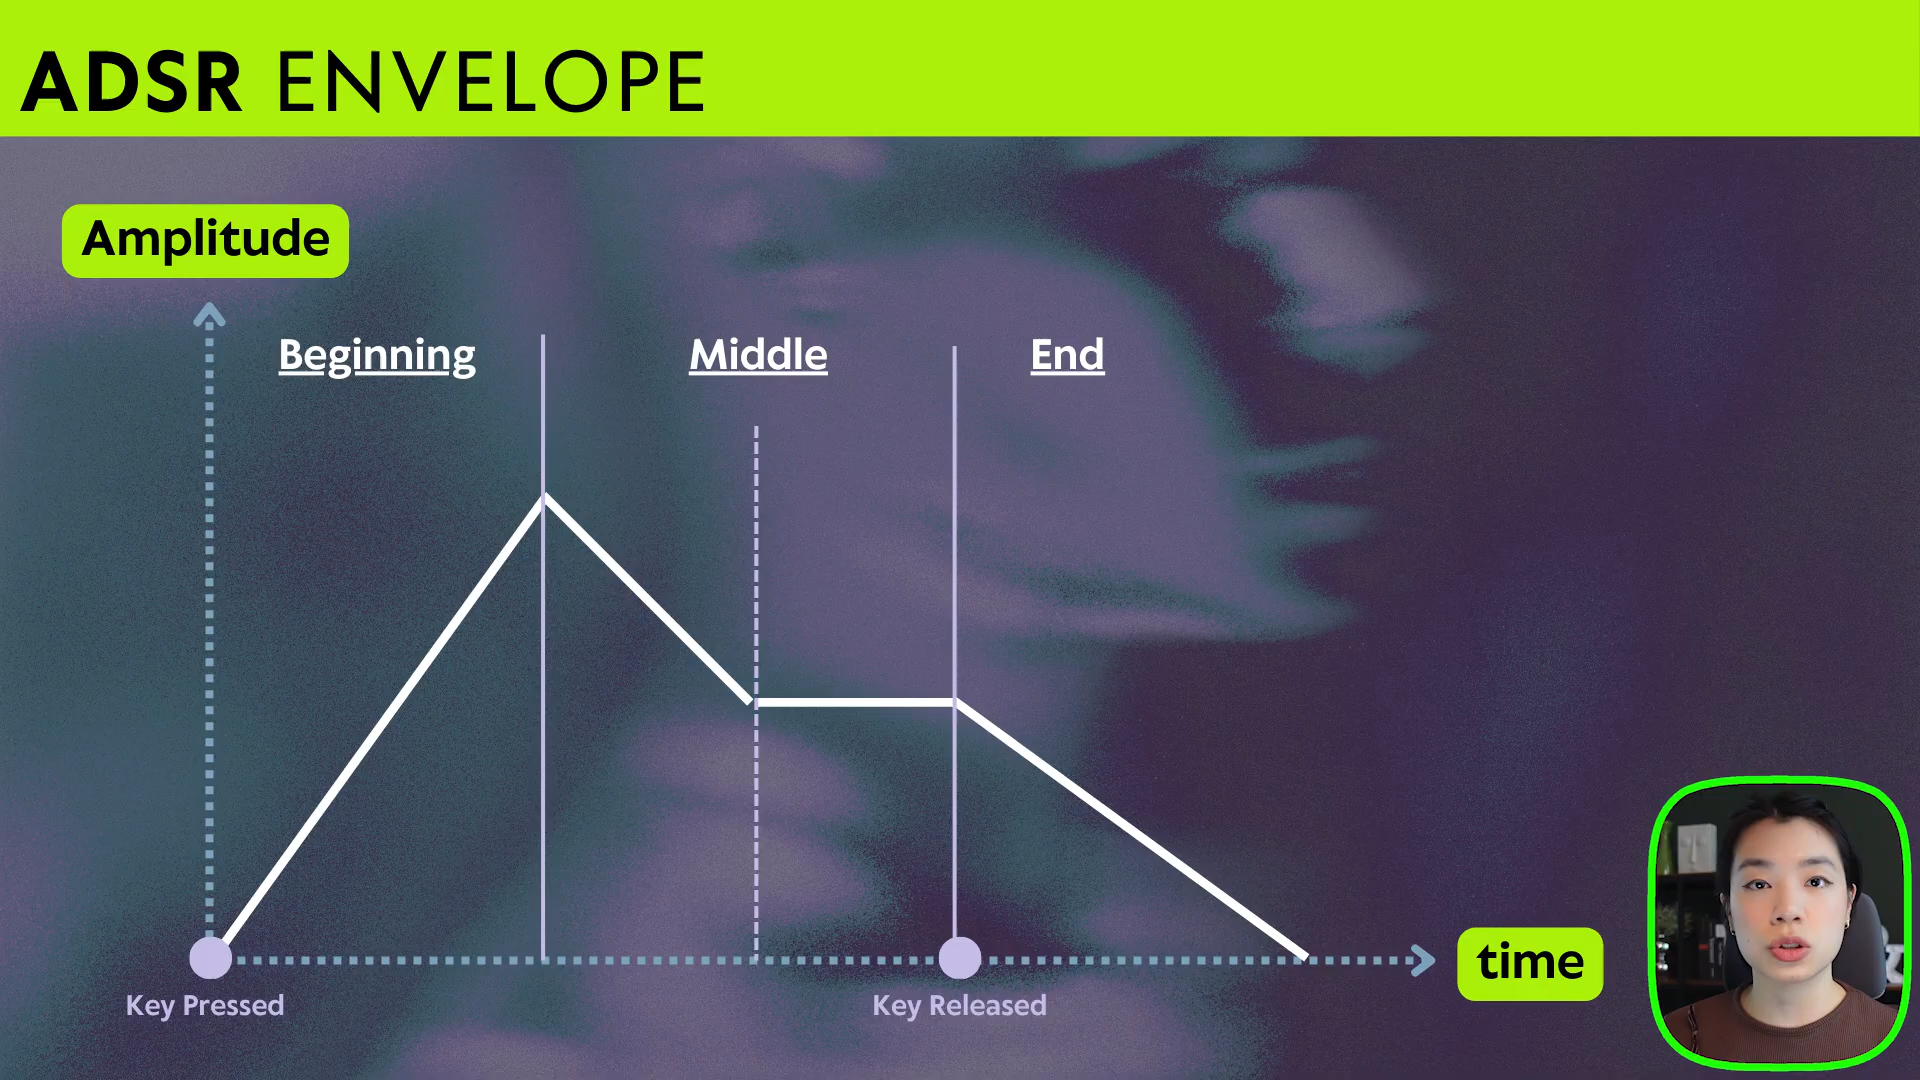 ADSR ENVELOPE
Amplitude
Beginning
Middle
End
time
Key Pressed
Key Released